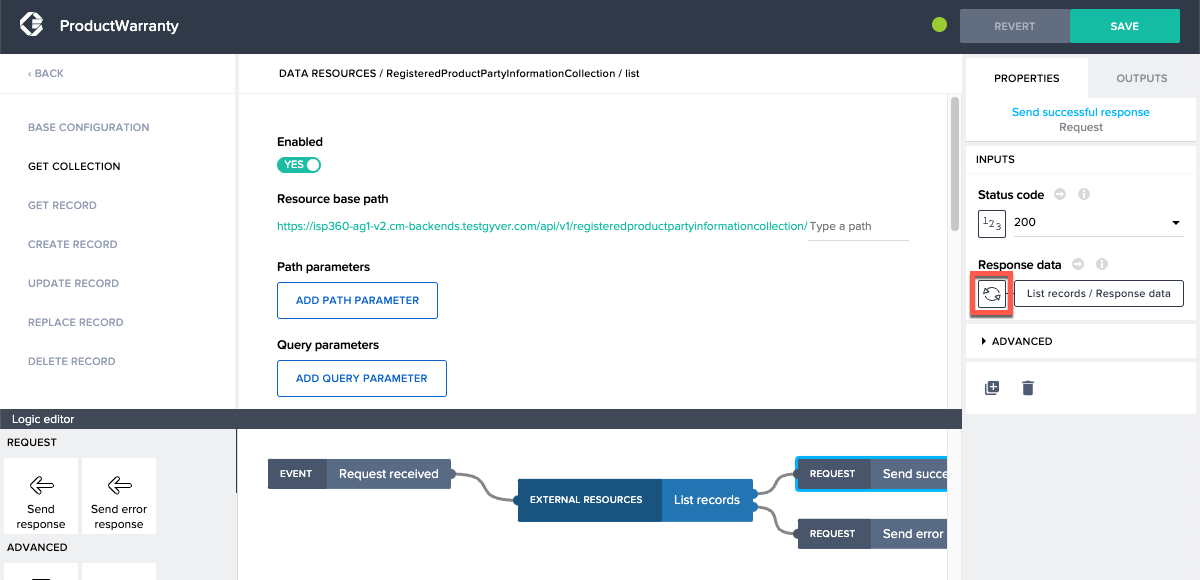 ProductWarranty
REVERT
SAVE
‹ BACK
BASE CONFIGURATION
GET COLLECTION
GET RECORD
CREATE RECORD
UPDATE RECORD
REPLACE RECORD
DELETE RECORD
DATA RESOURCES / RegisteredProductPartyInformationCollection / list
Enabled
YES
Resource base path
https://isp360-ag1-v2.cm-backends.testgyver.com/api/v1/registeredproductpartyinformationcollection/ Type a path
Path parameters
ADD PATH PARAMETER
Query parameters
ADD QUERY PARAMETER
PROPERTIES
OUTPUTS
Send successful response
Request
INPUTS
Status code
123 200
Response data
List records / Response data
ADVANCED
Logic editor
REQUEST
Send response
Send error response
ADVANCED
EVENT Request received
EXTERNAL RESOURCES List records
REQUEST Send succe
REQUEST Send error